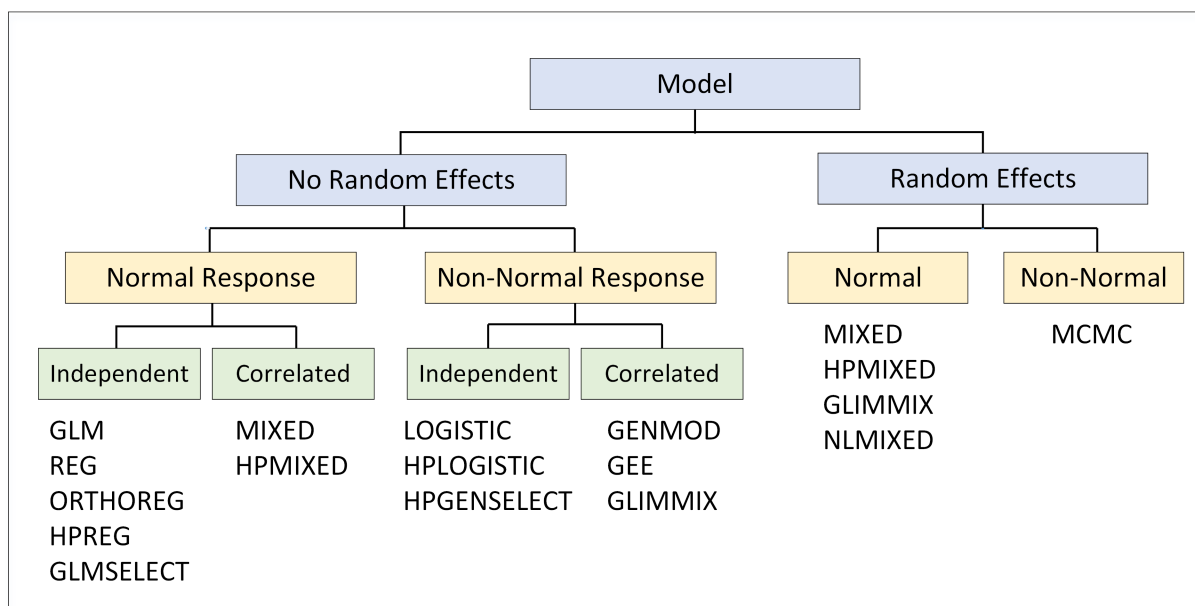 Model
No Random Effects
Random Effects
Normal Response
Non-Normal Response
Normal
Non-Normal
Independent
Correlated
Independent
Correlated
GLM
REG
ORTHOREG
HPREG
GLMSELECT
MIXED
HPMIXED
LOGISTIC
HPLOGISTIC
HPGENSELECT
GENMOD
GEE
GLIMMIX
MIXED
HPMIXED
GLIMMIX
NLMIXED
MCMC